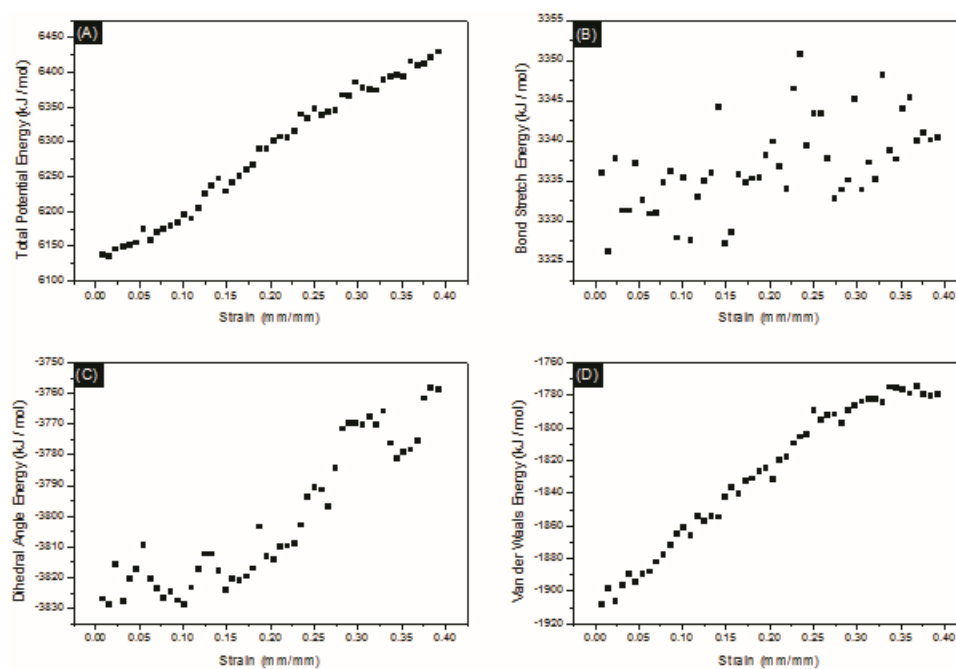 (A)
Total Potential Energy (kJ / mol)
6450
6400
6350
6300
6250
6200
6150
6100
0.00 0.05 0.10 0.15 0.20 0.25 0.30 0.35 0.40
Strain (mm/mm)
(B)
Bond Stretch Energy (kJ / mol)
3355
3350
3345
3340
3335
3330
3325
0.00 0.05 0.10 0.15 0.20 0.25 0.30 0.35 0.40
Strain (mm/mm)
(C)
Dihedral Angle Energy (kJ / mol)
-3750
-3760
-3770
-3780
-3790
-3800
-3810
-3820
-3830
0.00 0.05 0.10 0.15 0.20 0.25 0.30 0.35 0.40
Strain (mm/mm)
(D)
Van der Waals Energy (kJ / mol)
-1760
-1780
-1800
-1820
-1840
-1860
-1880
-1900
-1920
0.00 0.05 0.10 0.15 0.20 0.25 0.30 0.35 0.40
Strain (mm/mm)